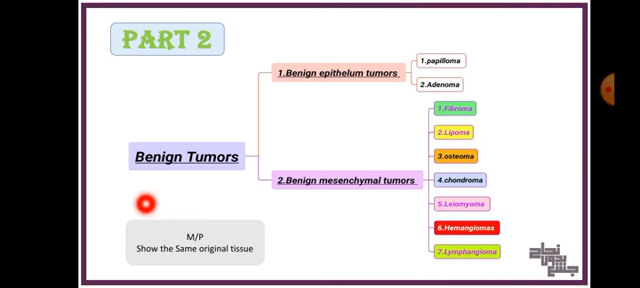 PART 2
1.Benign epithelum tumors
1.papilloma
2.Adenoma
Benign Tumors
2.Benign mesenchymal tumors
1.Fibroma
2.Lipoma
3.osteoma
4.chondroma
5.Leiomyoma
6.Hemangiomas
7.Lymphangioma
M/P
Show the Same original tissue